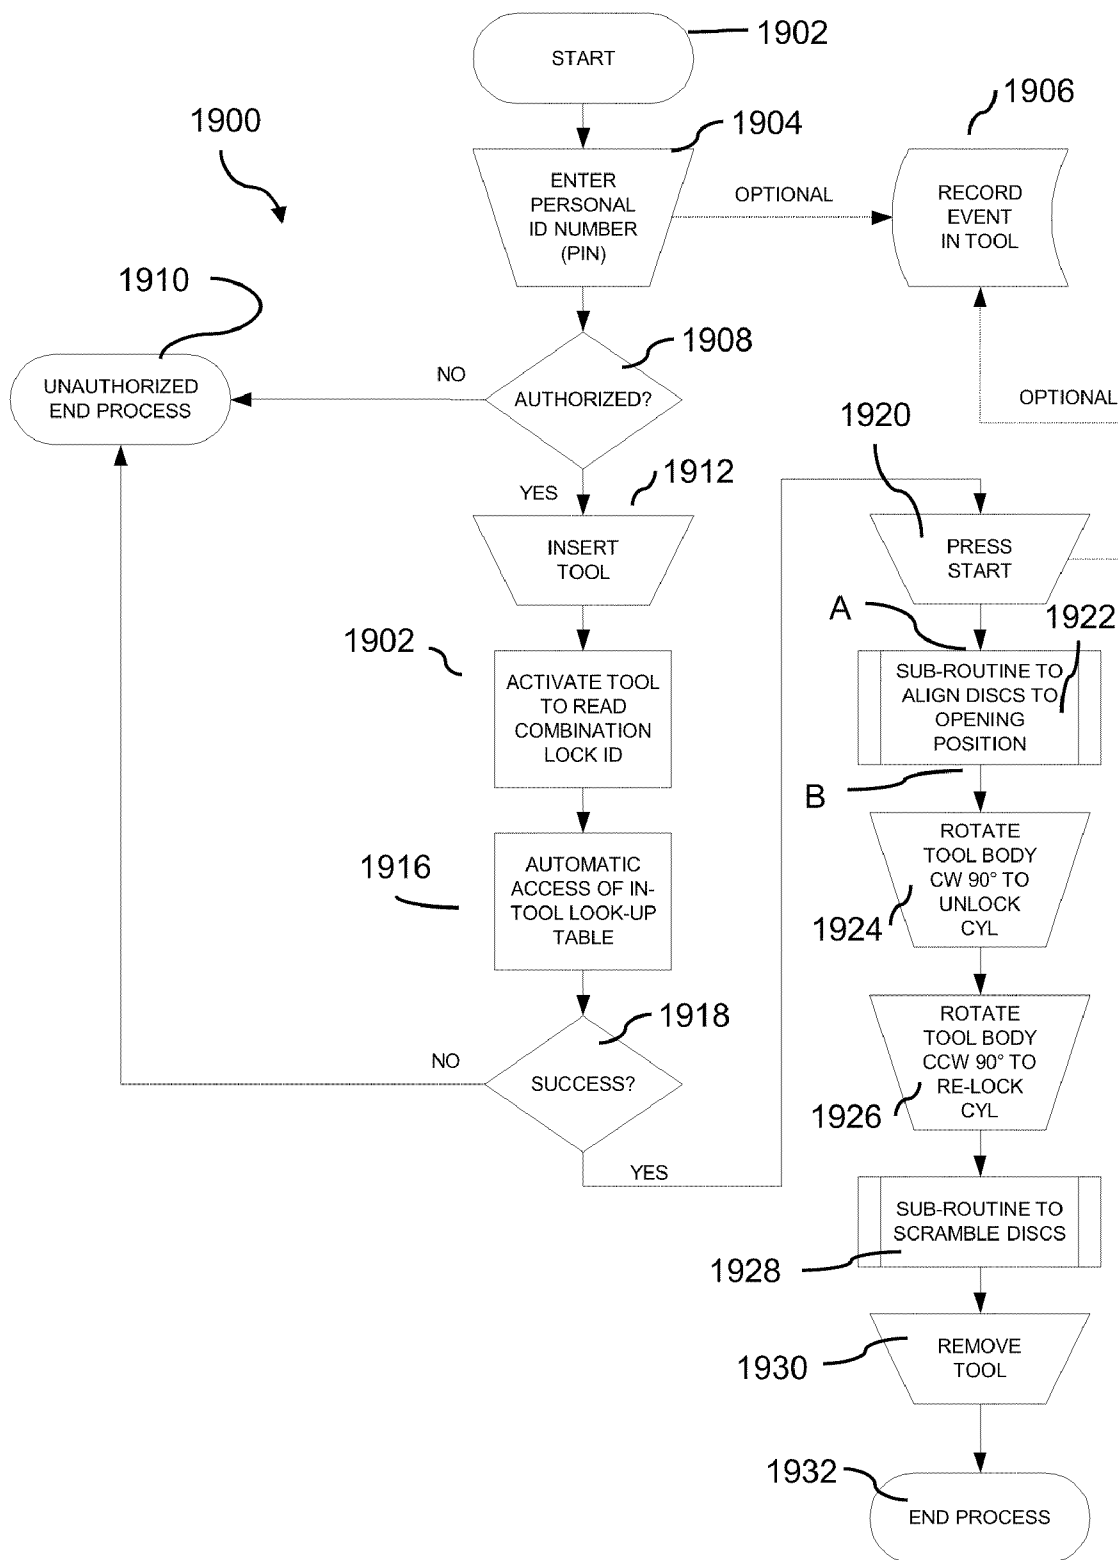 1902
START
1900
1904
1906
ENTER
PERSONAL
ID NUMBER
(PIN)
OPTIONAL
RECORD
EVENT
IN TOOL
1910
1908
UNAUTHORIZED
END PROCESS
NO
AUTHORIZED?
OPTIONAL
YES
1912
INSERT
TOOL
1902
ACTIVATE TOOL
TO READ
COMBINATION
LOCK ID
1916
AUTOMATIC
ACCESS OF IN-
TOOL LOOK-UP
TABLE
1918
NO
SUCCESS?
YES
1920
PRESS
START
A
1922
SUB-ROUTINE TO
ALIGN DISCS TO
OPENING
POSITION
B
ROTATE
TOOL BODY
CW 90° TO
UNLOCK
CYL
1924
ROTATE
TOOL BODY
CCW 90° TO
RE-LOCK
CYL
1926
SUB-ROUTINE TO
SCRAMBLE DISCS
1928
REMOVE
TOOL
1930
1932
END PROCESS